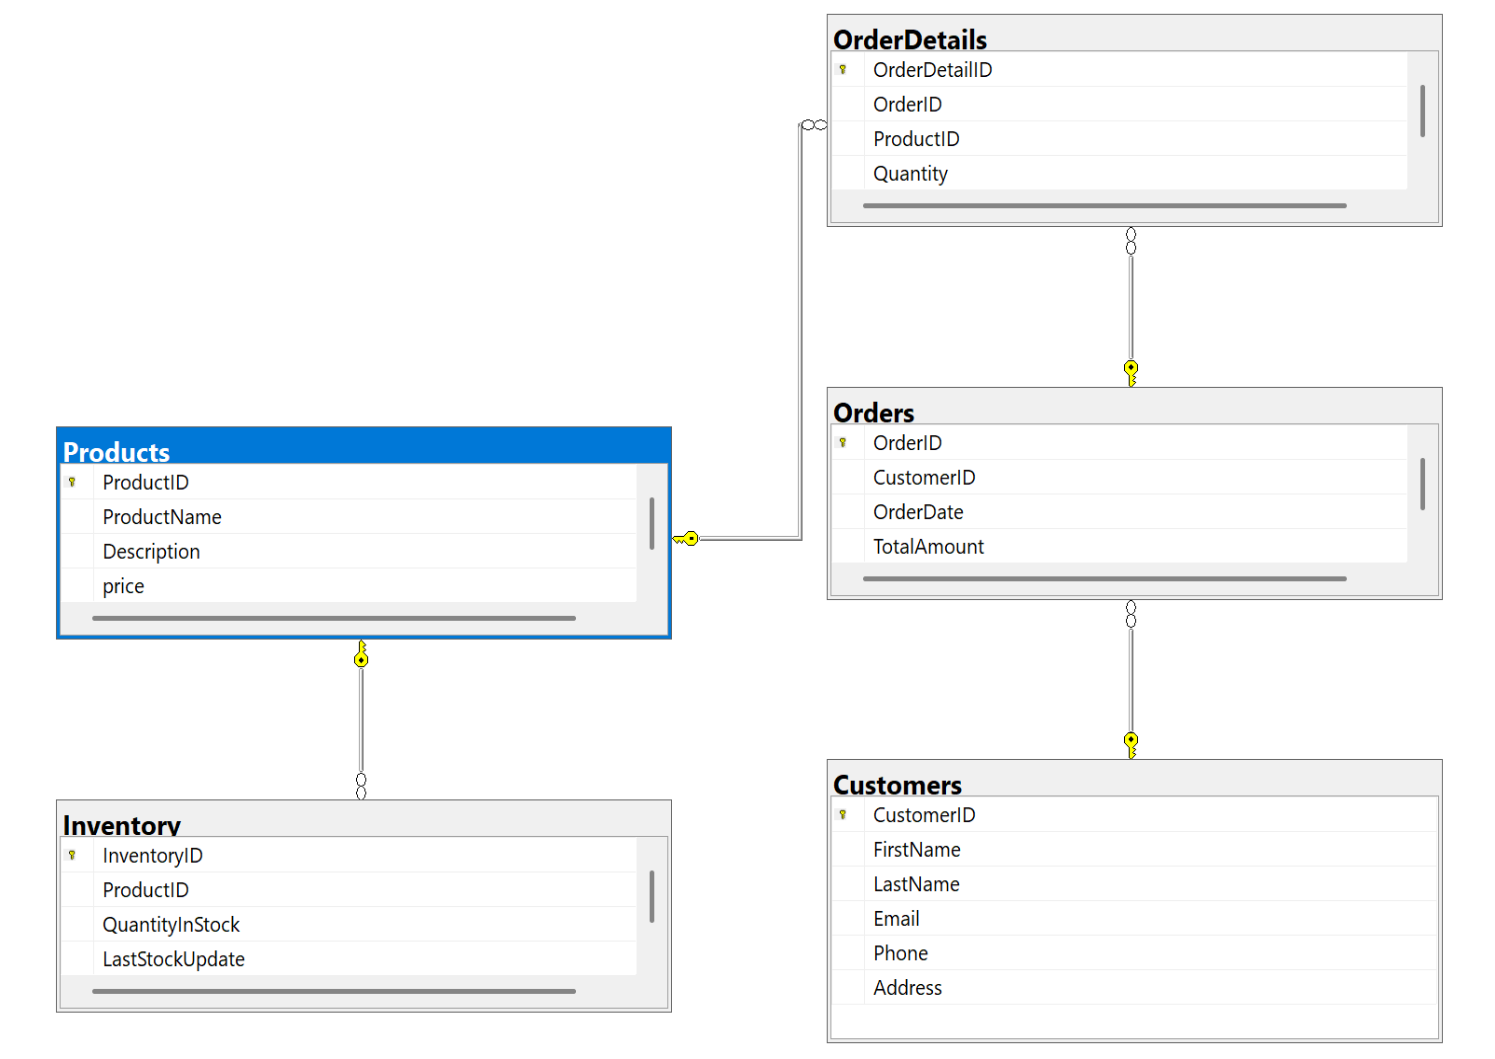 OrderDetails
OrderDetailID
OrderID
ProductID
Quantity
Orders
OrderID
CustomerID
OrderDate
TotalAmount
Products
ProductID
ProductName
Description
price
Inventory
InventoryID
ProductID
QuantityInStock
LastStockUpdate
Customers
CustomerID
FirstName
LastName
Email
Phone
Address